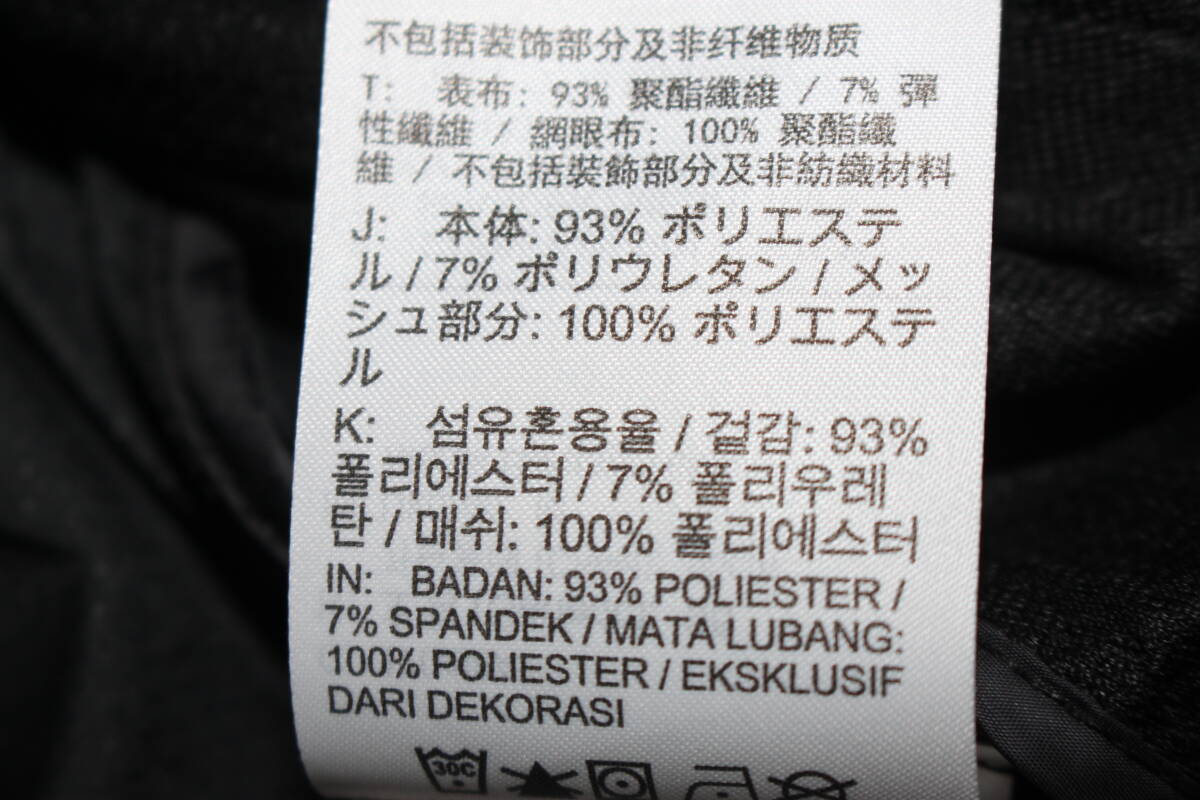 不包括装饰部分及非纤维物质
T: 表布: 93% 聚酯纖維 / 7% 彈
性纖維 / 網眼布: 100% 聚酯纖
維 / 不包括裝飾部分及非紡織材料
J: 本体: 93% ポリエステ
ル / 7% ポリウレタン / メッ
シュ部分: 100% ポリエステ
ル
K: 섬유혼용율 / 겉감: 93%
폴리에스터 / 7% 폴리우레
탄 / 매쉬: 100% 폴리에스터
IN: BADAN: 93% POLIESTER /
7% SPANDEK / MATA LUBANG:
100% POLIESTER / EKSKLUSIF
DARI DEKORASI
30C